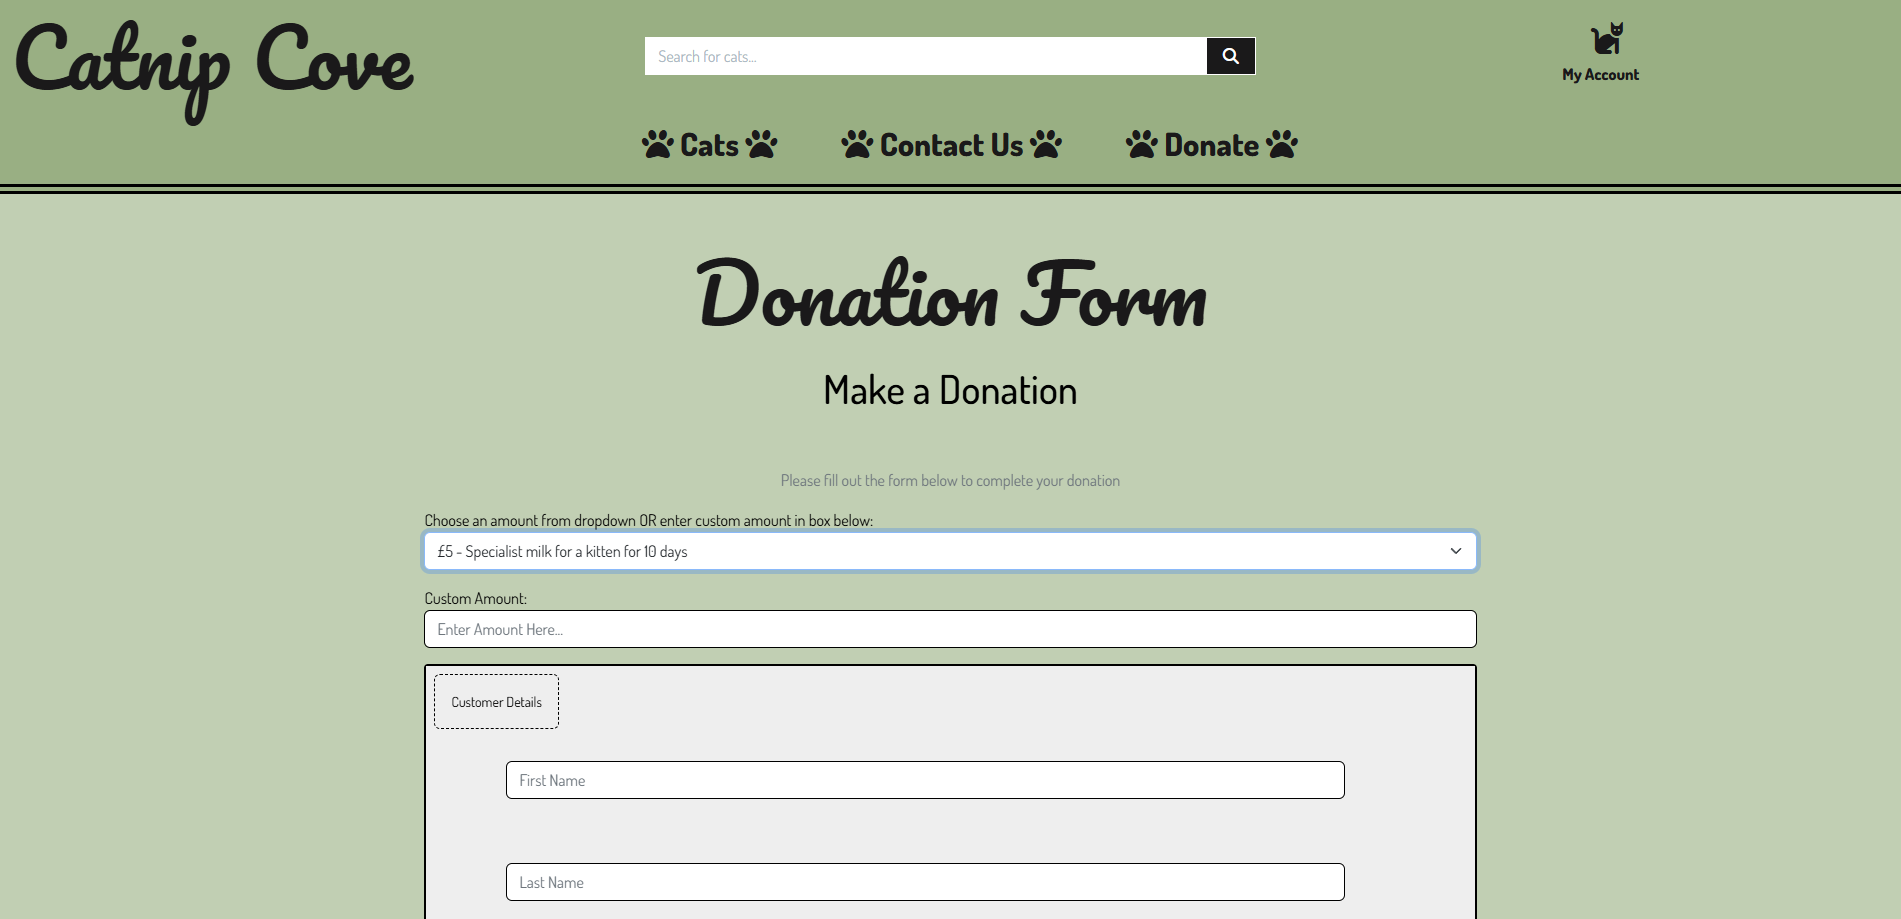 Catnip Cove
Search for cats...
My Account
Cats
Contact Us
Donate
Donation Form
Make a Donation
Please fill out the form below to complete your donation
Choose an amount from dropdown OR enter custom amount in box below:
£5 - Specialist milk for a kitten for 10 days
Custom Amount:
Enter Amount Here...
Customer Details
First Name
Last Name